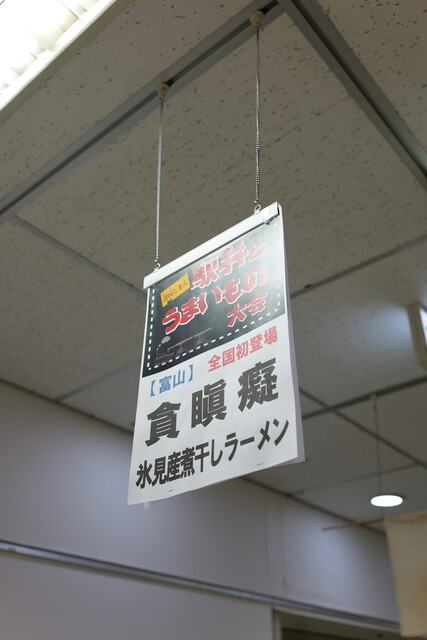 駅弁と
うまいもの
大会
【富山】 全国初登場
貪瞋癡
氷見産煮干しラーメン